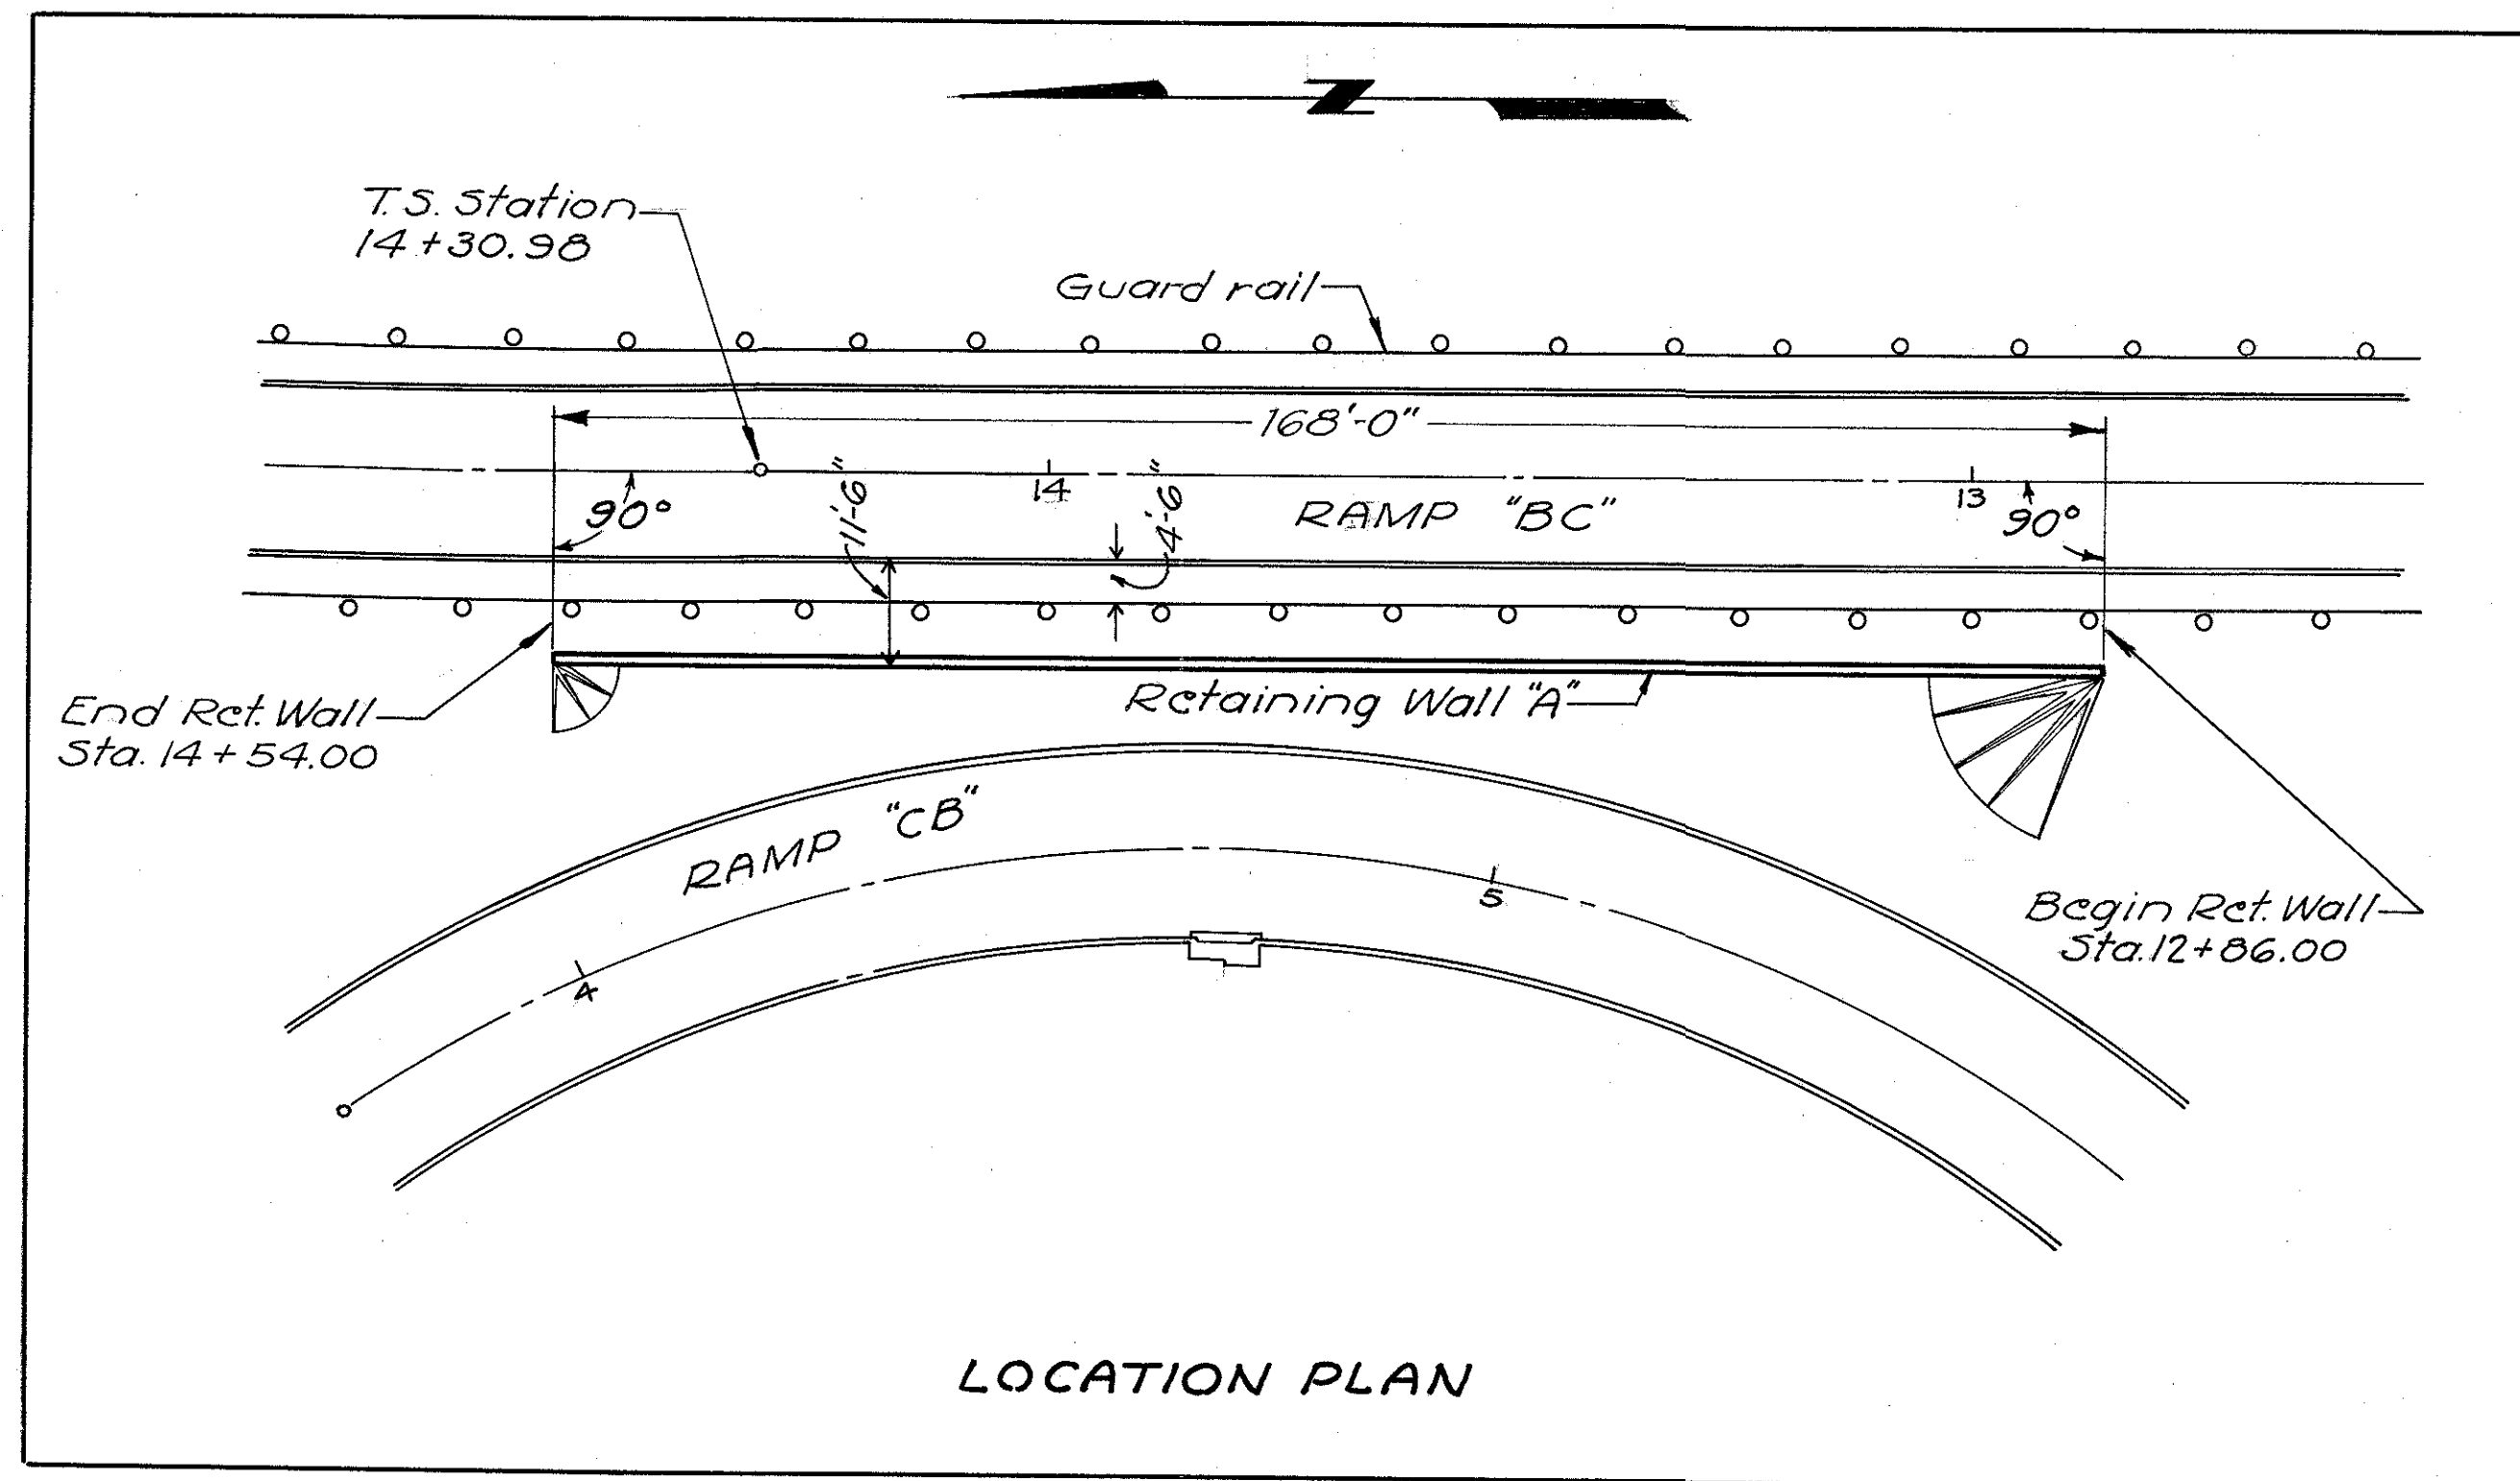 N
T.S. Station
14+30.98
Guard rail
168'-0"
14
13
90°
11'-6"
4'-6"
RAMP "BC"
90°
End Ret. Wall
Sta. 14+54.00
Retaining Wall "A"
RAMP "CB"
5
4
Begin Ret. Wall
Sta. 12+86.00
LOCATION PLAN